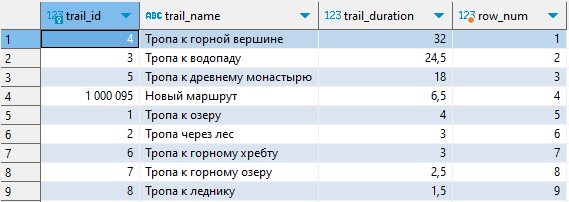 123 trail_id ABC trail_name 123 trail_duration 123 row_num
1 4 Тропа к горной вершине 32 1
2 3 Тропа к водопаду 24,5 2
3 5 Тропа к древнему монастырю 18 3
4 1 000 095 Новый маршрут 6,5 4
5 1 Тропа к озеру 4 5
6 2 Тропа через лес 3 6
7 6 Тропа к горному хребту 3 7
8 7 Тропа к горному озеру 2,5 8
9 8 Тропа к леднику 1,5 9